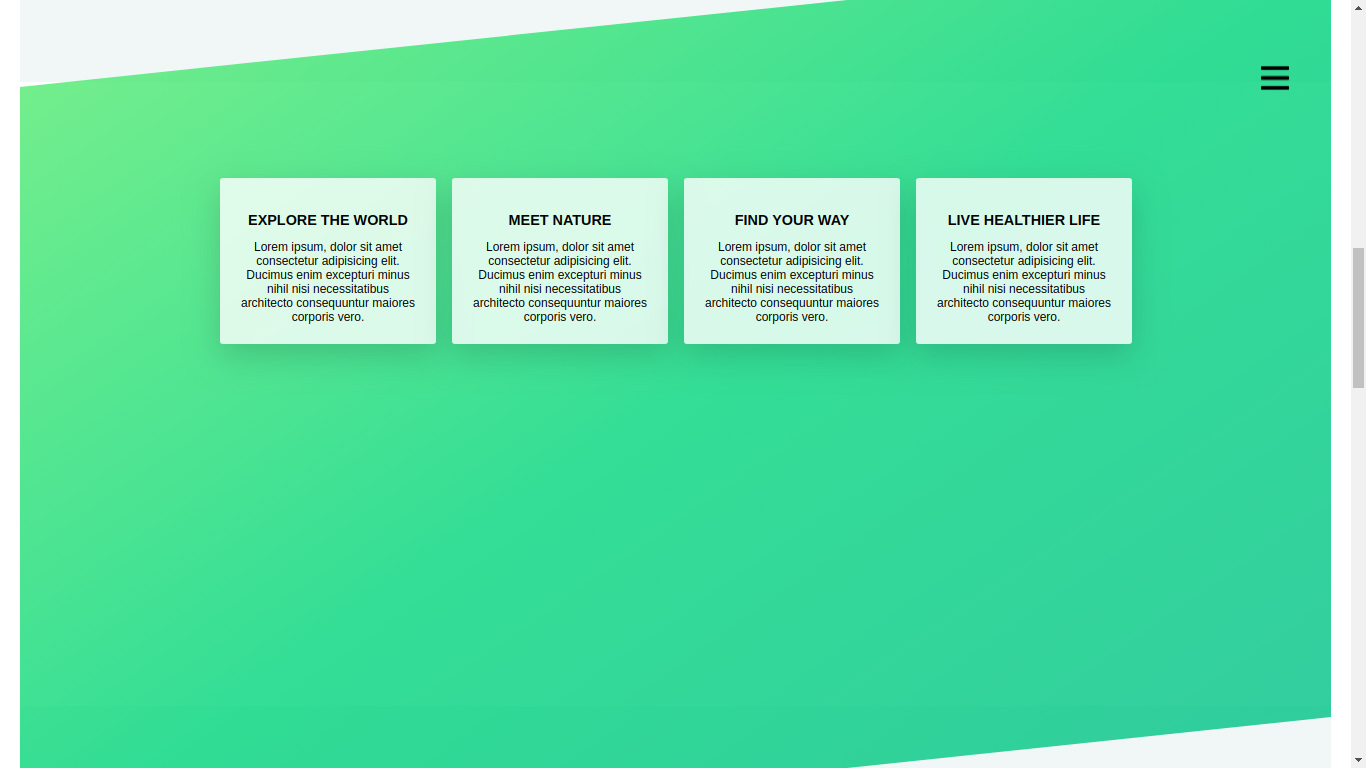 EXPLORE THE WORLD
Lorem ipsum, dolor sit amet
consectetur adipisicing elit.
Ducimus enim excepturi minus
nihil nisi necessitatibus
architecto consequuntur maiores
corporis vero.
MEET NATURE
Lorem ipsum, dolor sit amet
consectetur adipisicing elit.
Ducimus enim excepturi minus
nihil nisi necessitatibus
architecto consequuntur maiores
corporis vero.
FIND YOUR WAY
Lorem ipsum, dolor sit amet
consectetur adipisicing elit.
Ducimus enim excepturi minus
nihil nisi necessitatibus
architecto consequuntur maiores
corporis vero.
LIVE HEALTHIER LIFE
Lorem ipsum, dolor sit amet
consectetur adipisicing elit.
Ducimus enim excepturi minus
nihil nisi necessitatibus
architecto consequuntur maiores
corporis vero.